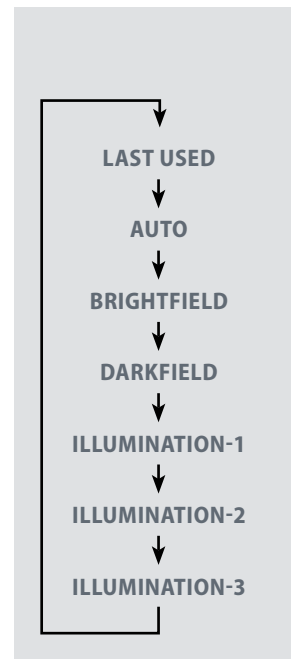 LAST USED
AUTO
BRIGHTFIELD
DARKFIELD
ILLUMINATION-1
ILLUMINATION-2
ILLUMINATION-3